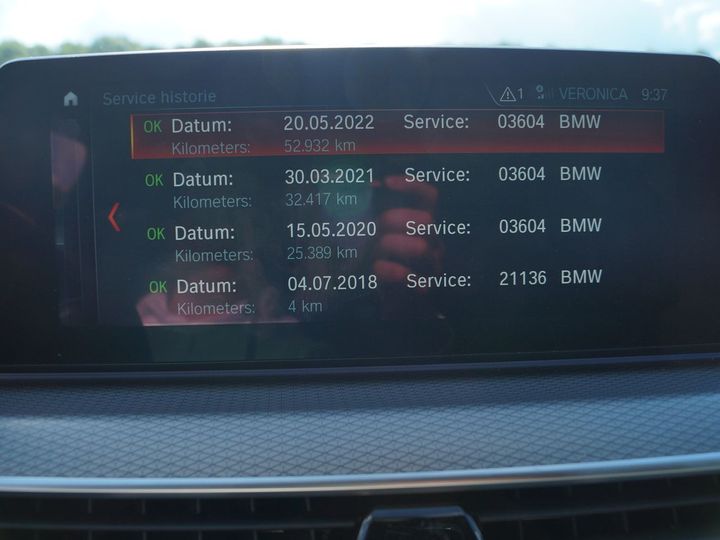 Service historie 1 VERONICA 9:37
OK Datum: 20.05.2022 Service: 03604 BMW
Kilometers: 52.932 km
OK Datum: 30.03.2021 Service: 03604 BMW
Kilometers: 32.417 km
OK Datum: 15.05.2020 Service: 03604 BMW
Kilometers: 25.389 km
OK Datum: 04.07.2018 Service: 21136 BMW
Kilometers: 4 km